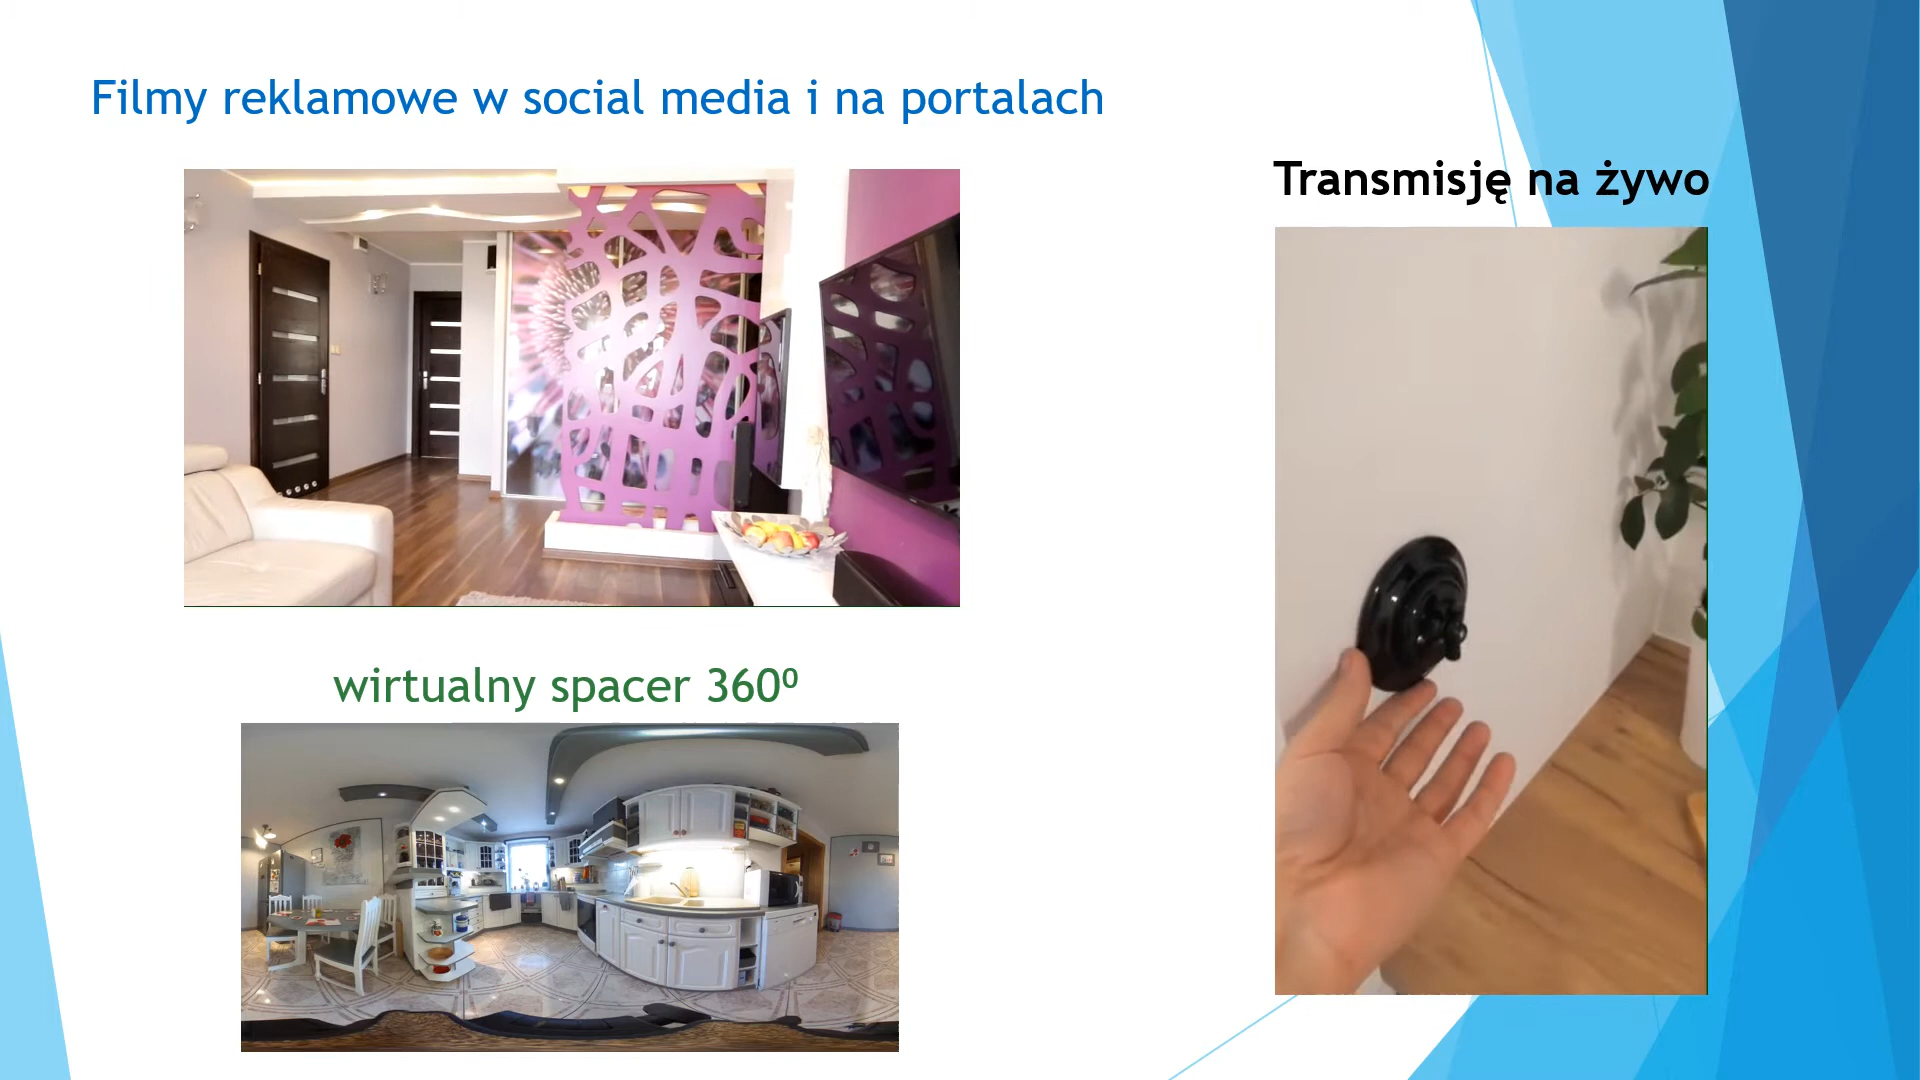 Filmy reklamowe w social media i na portalach
Transmisję na żywo
wirtualny spacer 360⁰